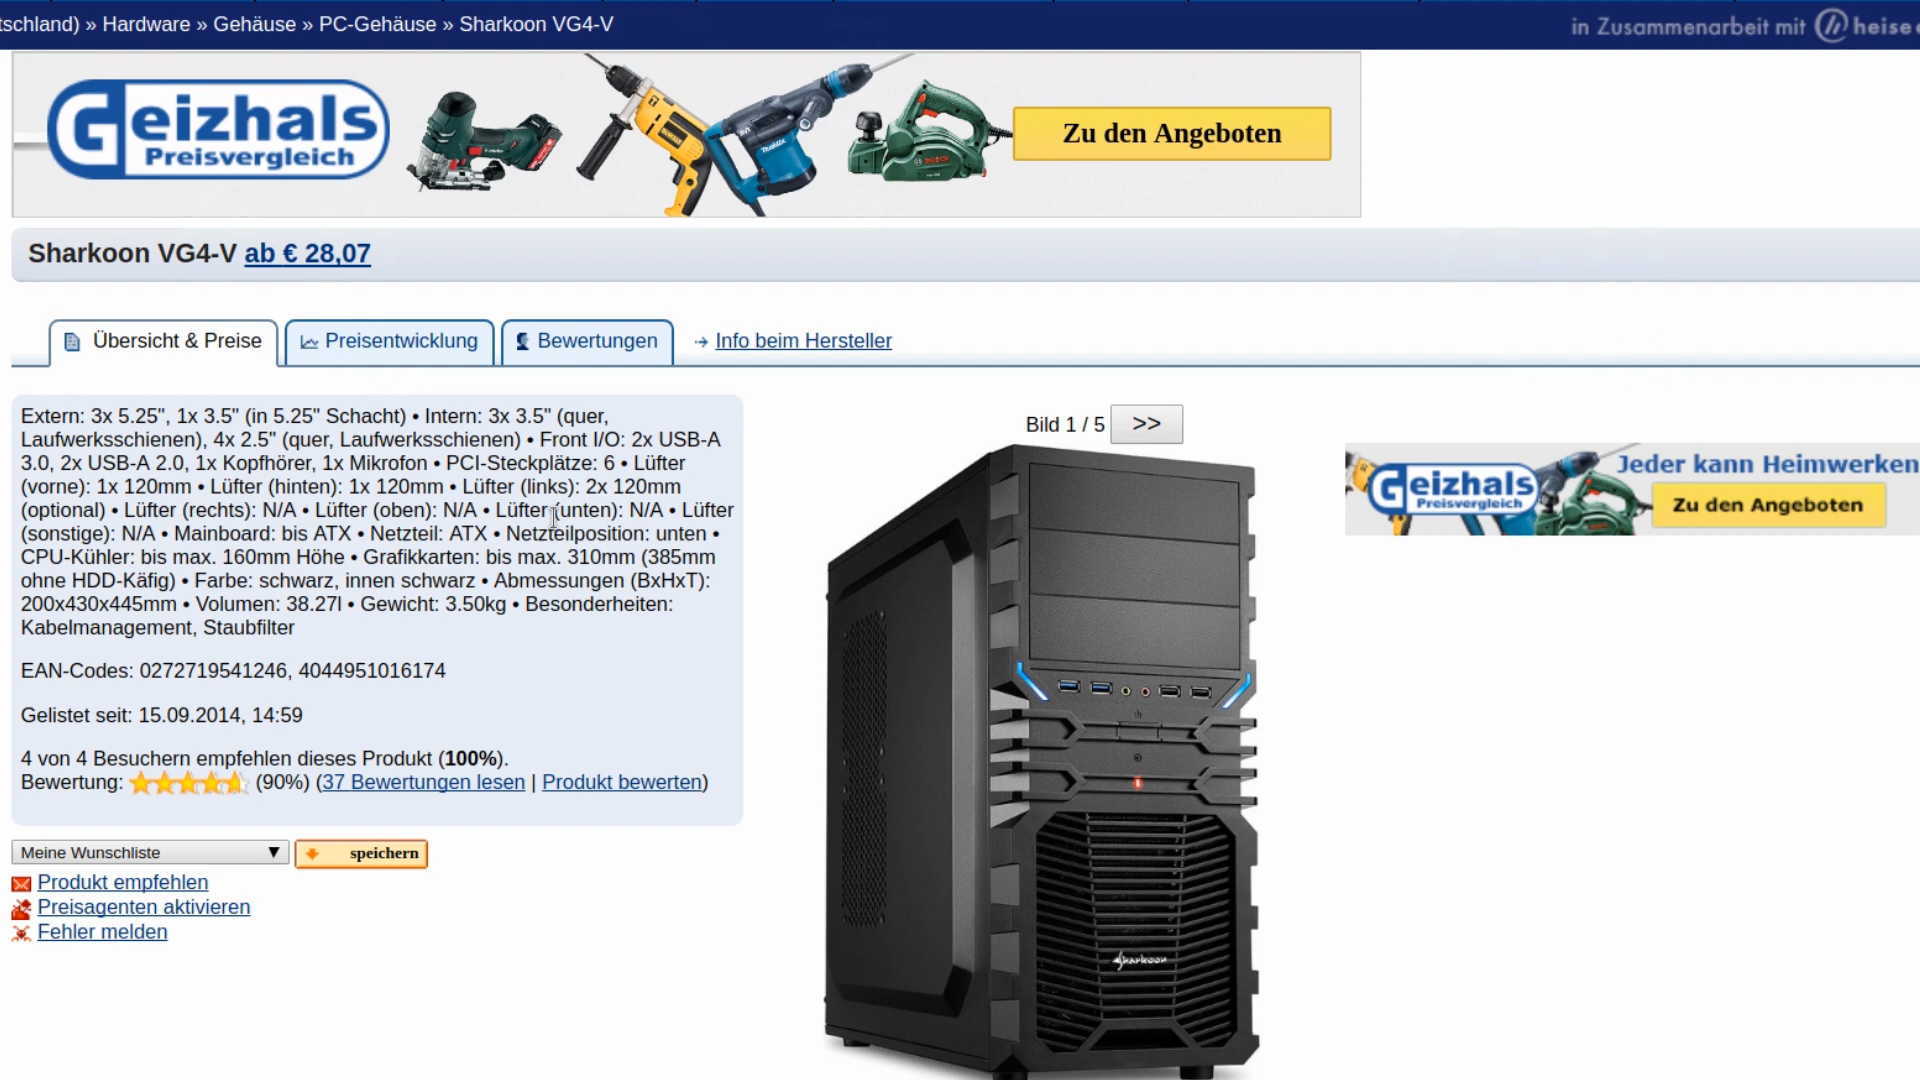 tschland) » Hardware » Gehäuse » PC-Gehäuse » Sharkoon VG4-V
in Zusammenarbeit mit heise
Geizhals
Preisvergleich
DEWALT
Makita
BOSCH
Zu den Angeboten
Sharkoon VG4-V ab € 28,07
Übersicht & Preise
Preisentwicklung
Bewertungen
Info beim Hersteller
Extern: 3x 5.25", 1x 3.5" (in 5.25" Schacht) • Intern: 3x 3.5" (quer,
Laufwerksschienen), 4x 2.5" (quer, Laufwerksschienen) • Front I/O: 2x USB-A
3.0, 2x USB-A 2.0, 1x Kopfhörer, 1x Mikrofon • PCI-Steckplätze: 6 • Lüfter
(vorne): 1x 120mm • Lüfter (hinten): 1x 120mm • Lüfter (links): 2x 120mm
(optional) • Lüfter (rechts): N/A • Lüfter (oben): N/A • Lüfter (unten): N/A • Lüfter
(sonstige): N/A • Mainboard: bis ATX • Netzteil: ATX • Netzteilposition: unten •
CPU-Kühler: bis max. 160mm Höhe • Grafikkarten: bis max. 310mm (385mm
ohne HDD-Käfig) • Farbe: schwarz, innen schwarz • Abmessungen (BxHxT):
200x430x445mm • Volumen: 38.27l • Gewicht: 3.50kg • Besonderheiten:
Kabelmanagement, Staubfilter
EAN-Codes: 0272719541246, 4044951016174
Gelistet seit: 15.09.2014, 14:59
4 von 4 Besuchern empfehlen dieses Produkt (100%).
Bewertung: (90%) (37 Bewertungen lesen | Produkt bewerten)
Meine Wunschliste
speichern
Produkt empfehlen
Preisagenten aktivieren
Fehler melden
Bild 1 / 5 >>
Sharkoon
Geizhals
Preisvergleich
Jeder kann Heimwerken
Zu den Angeboten